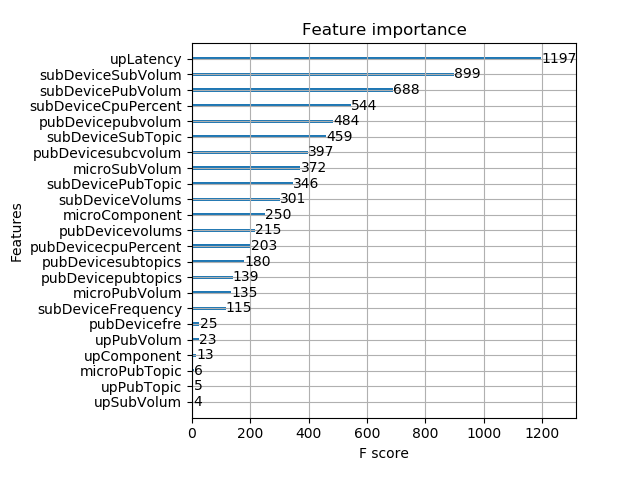 Feature importance
upLatency 1197
subDeviceSubVolum 899
subDevicePubVolum 688
subDeviceCpuPercent 544
pubDevicepubvolum 484
subDeviceSubTopic 459
pubDevicesubcvolum 397
microSubVolum 372
subDevicePubTopic 346
subDeviceVolums 301
microComponent 250
pubDevicevolums 215
pubDevicecpuPercent 203
pubDevicesubtopics 180
pubDevicepubtopics 139
microPubVolum 135
subDeviceFrequency 115
pubDevicefre 25
upPubVolum 23
upComponent 13
microPubTopic 6
upPubTopic 5
upSubVolum 4
Features
0 200 400 600 800 1000 1200
F score